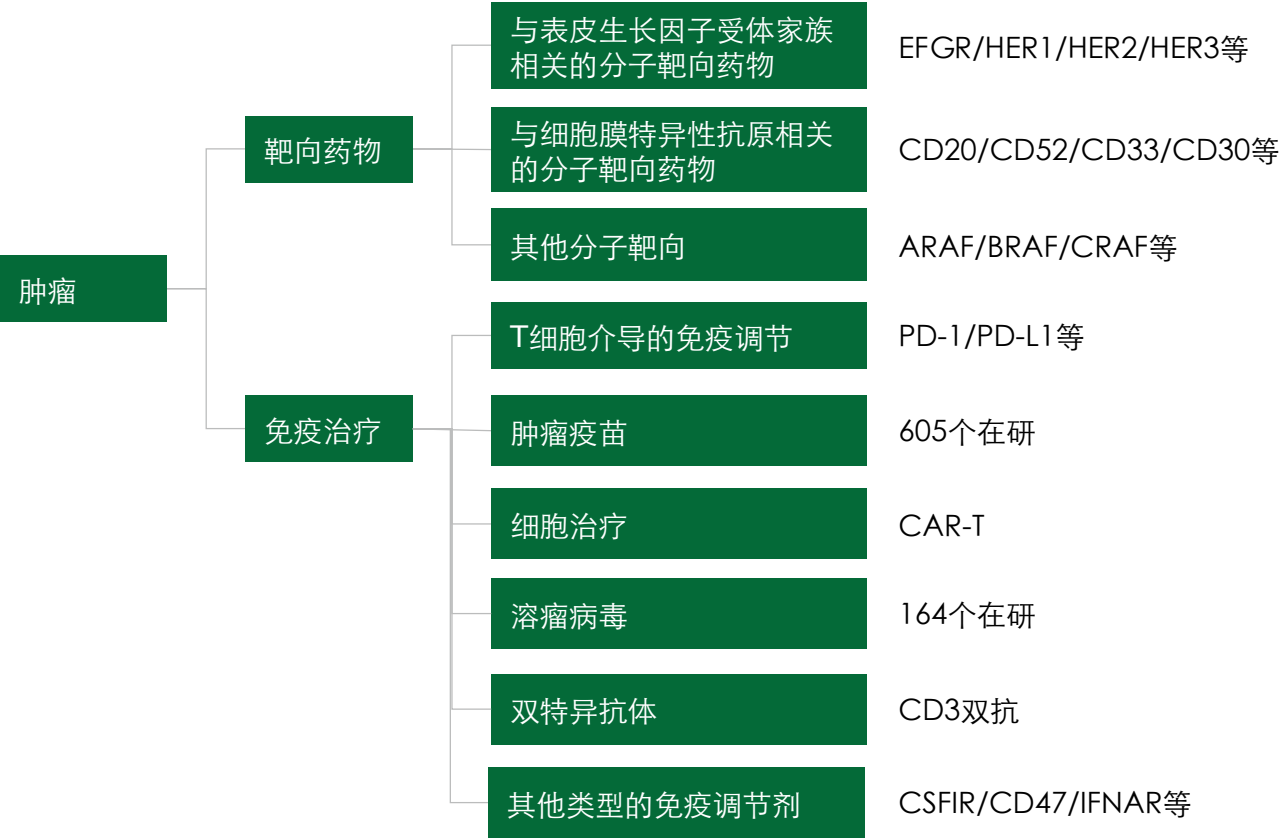 肿瘤
靶向药物
与表皮生长因子受体家族
相关的分子靶向药物
EFGR/HER1/HER2/HER3等
与细胞膜特异性抗原相关
的分子靶向药物
CD20/CD52/CD33/CD30等
其他分子靶向
ARAF/BRAF/CRAF等
免疫治疗
T细胞介导的免疫调节
PD-1/PD-L1等
肿瘤疫苗
605个在研
细胞治疗
CAR-T
溶瘤病毒
164个在研
双特异抗体
CD3双抗
其他类型的免疫调节剂
CSFIR/CD47/IFNAR等